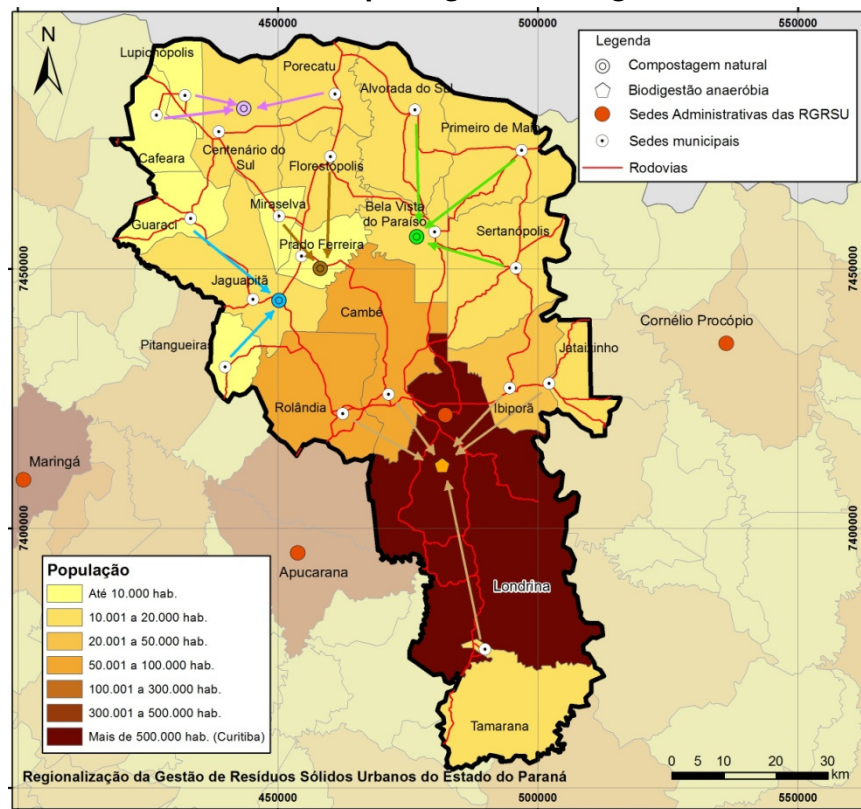 450000
500000
550000
N
Legenda
Compostagem natural
Biodigestão anaeróbia
Sedes Administrativas das RGRSU
Sedes municipais
Rodovias
Lupionópolis
Porecatu
Alvorada do Sul
Primeiro de Maio
Centenário do
Sul
Cafeara
Florestópolis
Miraselva
Guaraci
Bela Vista
do Paraíso
Sertanópolis
Prado Ferreira
7450000
7450000
Jaguapitã
Cambé
Pitangueiras
Cornélio Procópio
Jataizinho
Rolândia
Ibiporã
Maringá
7400000
7400000
Apucarana
Londrina
Tamarana
População
Até 10.000 hab.
10.001 a 20.000 hab.
20.001 a 50.000 hab.
50.001 a 100.000 hab.
100.001 a 300.000 hab.
300.001 a 500.000 hab.
Mais de 500.000 hab. (Curitiba)
0 5 10 20 30
km
Regionalização da Gestão de Resíduos Sólidos Urbanos do Estado do Paraná
450000
500000
550000